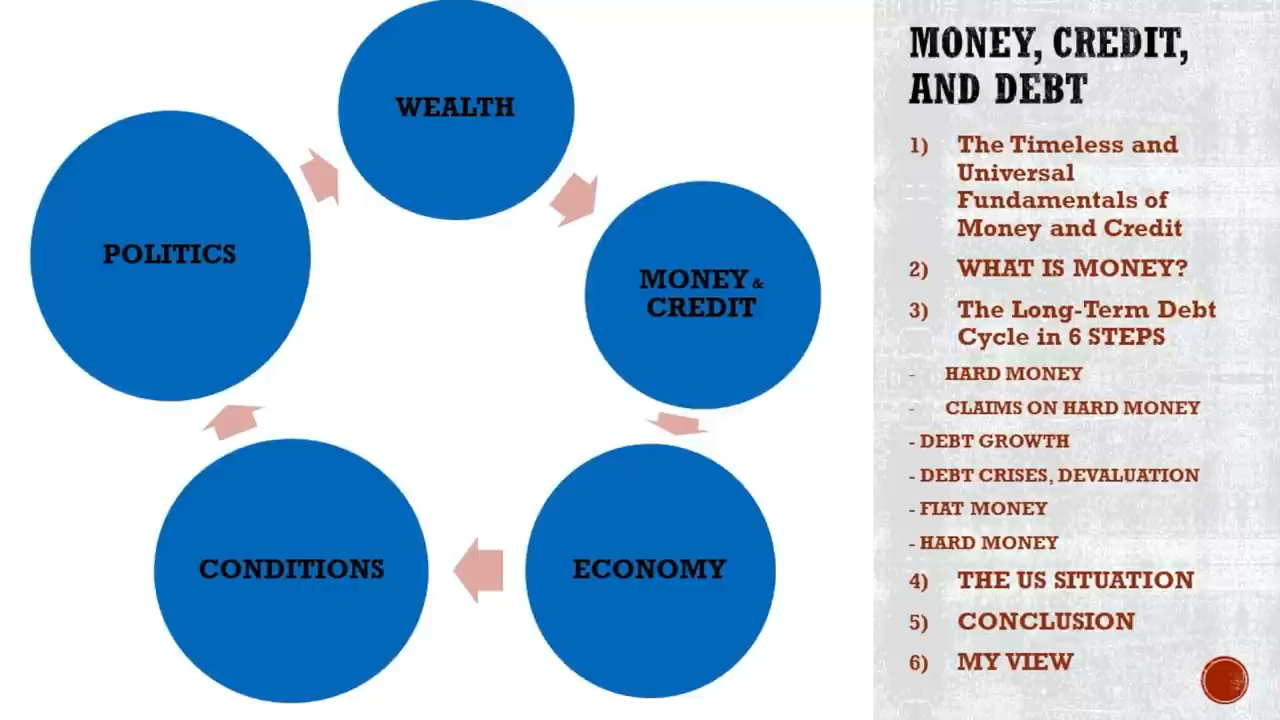 WEALTH
POLITICS
MONEY &
CREDIT
CONDITIONS
ECONOMY
MONEY, CREDIT,
AND DEBT
1) The Timeless and
Universal
Fundamentals of
Money and Credit
2) WHAT IS MONEY?
3) The Long-Term Debt
Cycle in 6 STEPS
- HARD MONEY
- CLAIMS ON HARD MONEY
- DEBT GROWTH
- DEBT CRISES, DEVALUATION
- FIAT MONEY
- HARD MONEY
4) THE US SITUATION
5) CONCLUSION
6) MY VIEW